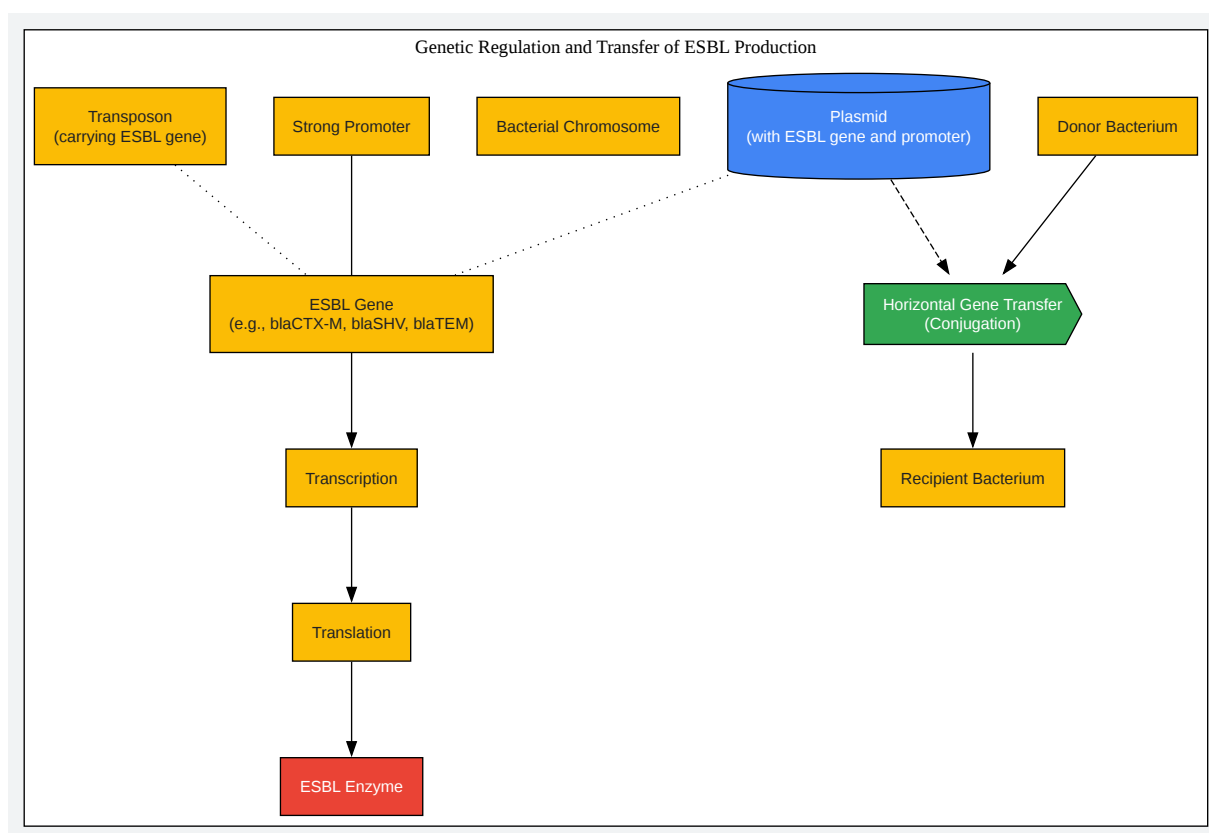 Genetic Regulation and Transfer of ESBL Production
Transposon
(carrying ESBL gene)
Strong Promoter
Bacterial Chromosome
Plasmid
(with ESBL gene and promoter)
Donor Bacterium
ESBL Gene
(e.g., blaCTX-M, blaSHV, blaTEM)
Horizontal Gene Transfer
(Conjugation)
Transcription
Recipient Bacterium
Translation
ESBL Enzyme